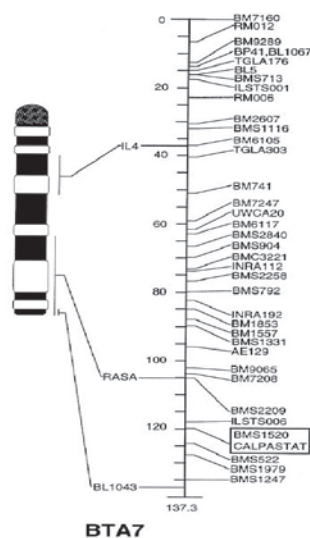 0
BM7160
RM012
BM9289
BP41,BL1067
TGLA176
BL5
BMS713
ILSTS001
20
RM006
BM2607
BMS1116
IL4
BM6105
40
TGLA303
BM741
BM7247
UWCA20
60
BM6117
BMS2840
BMS904
BMC3221
INRA112
BMS2258
80
BMS792
INRA192
BM1853
BM1557
BMS1331
AE129
100
BM9065
RASA
BM7208
BMS2209
ILSTS006
120
BMS1520
CALPASTAT
BMS522
BMS1979
BL1043
BMS1247
137.3
BTA7